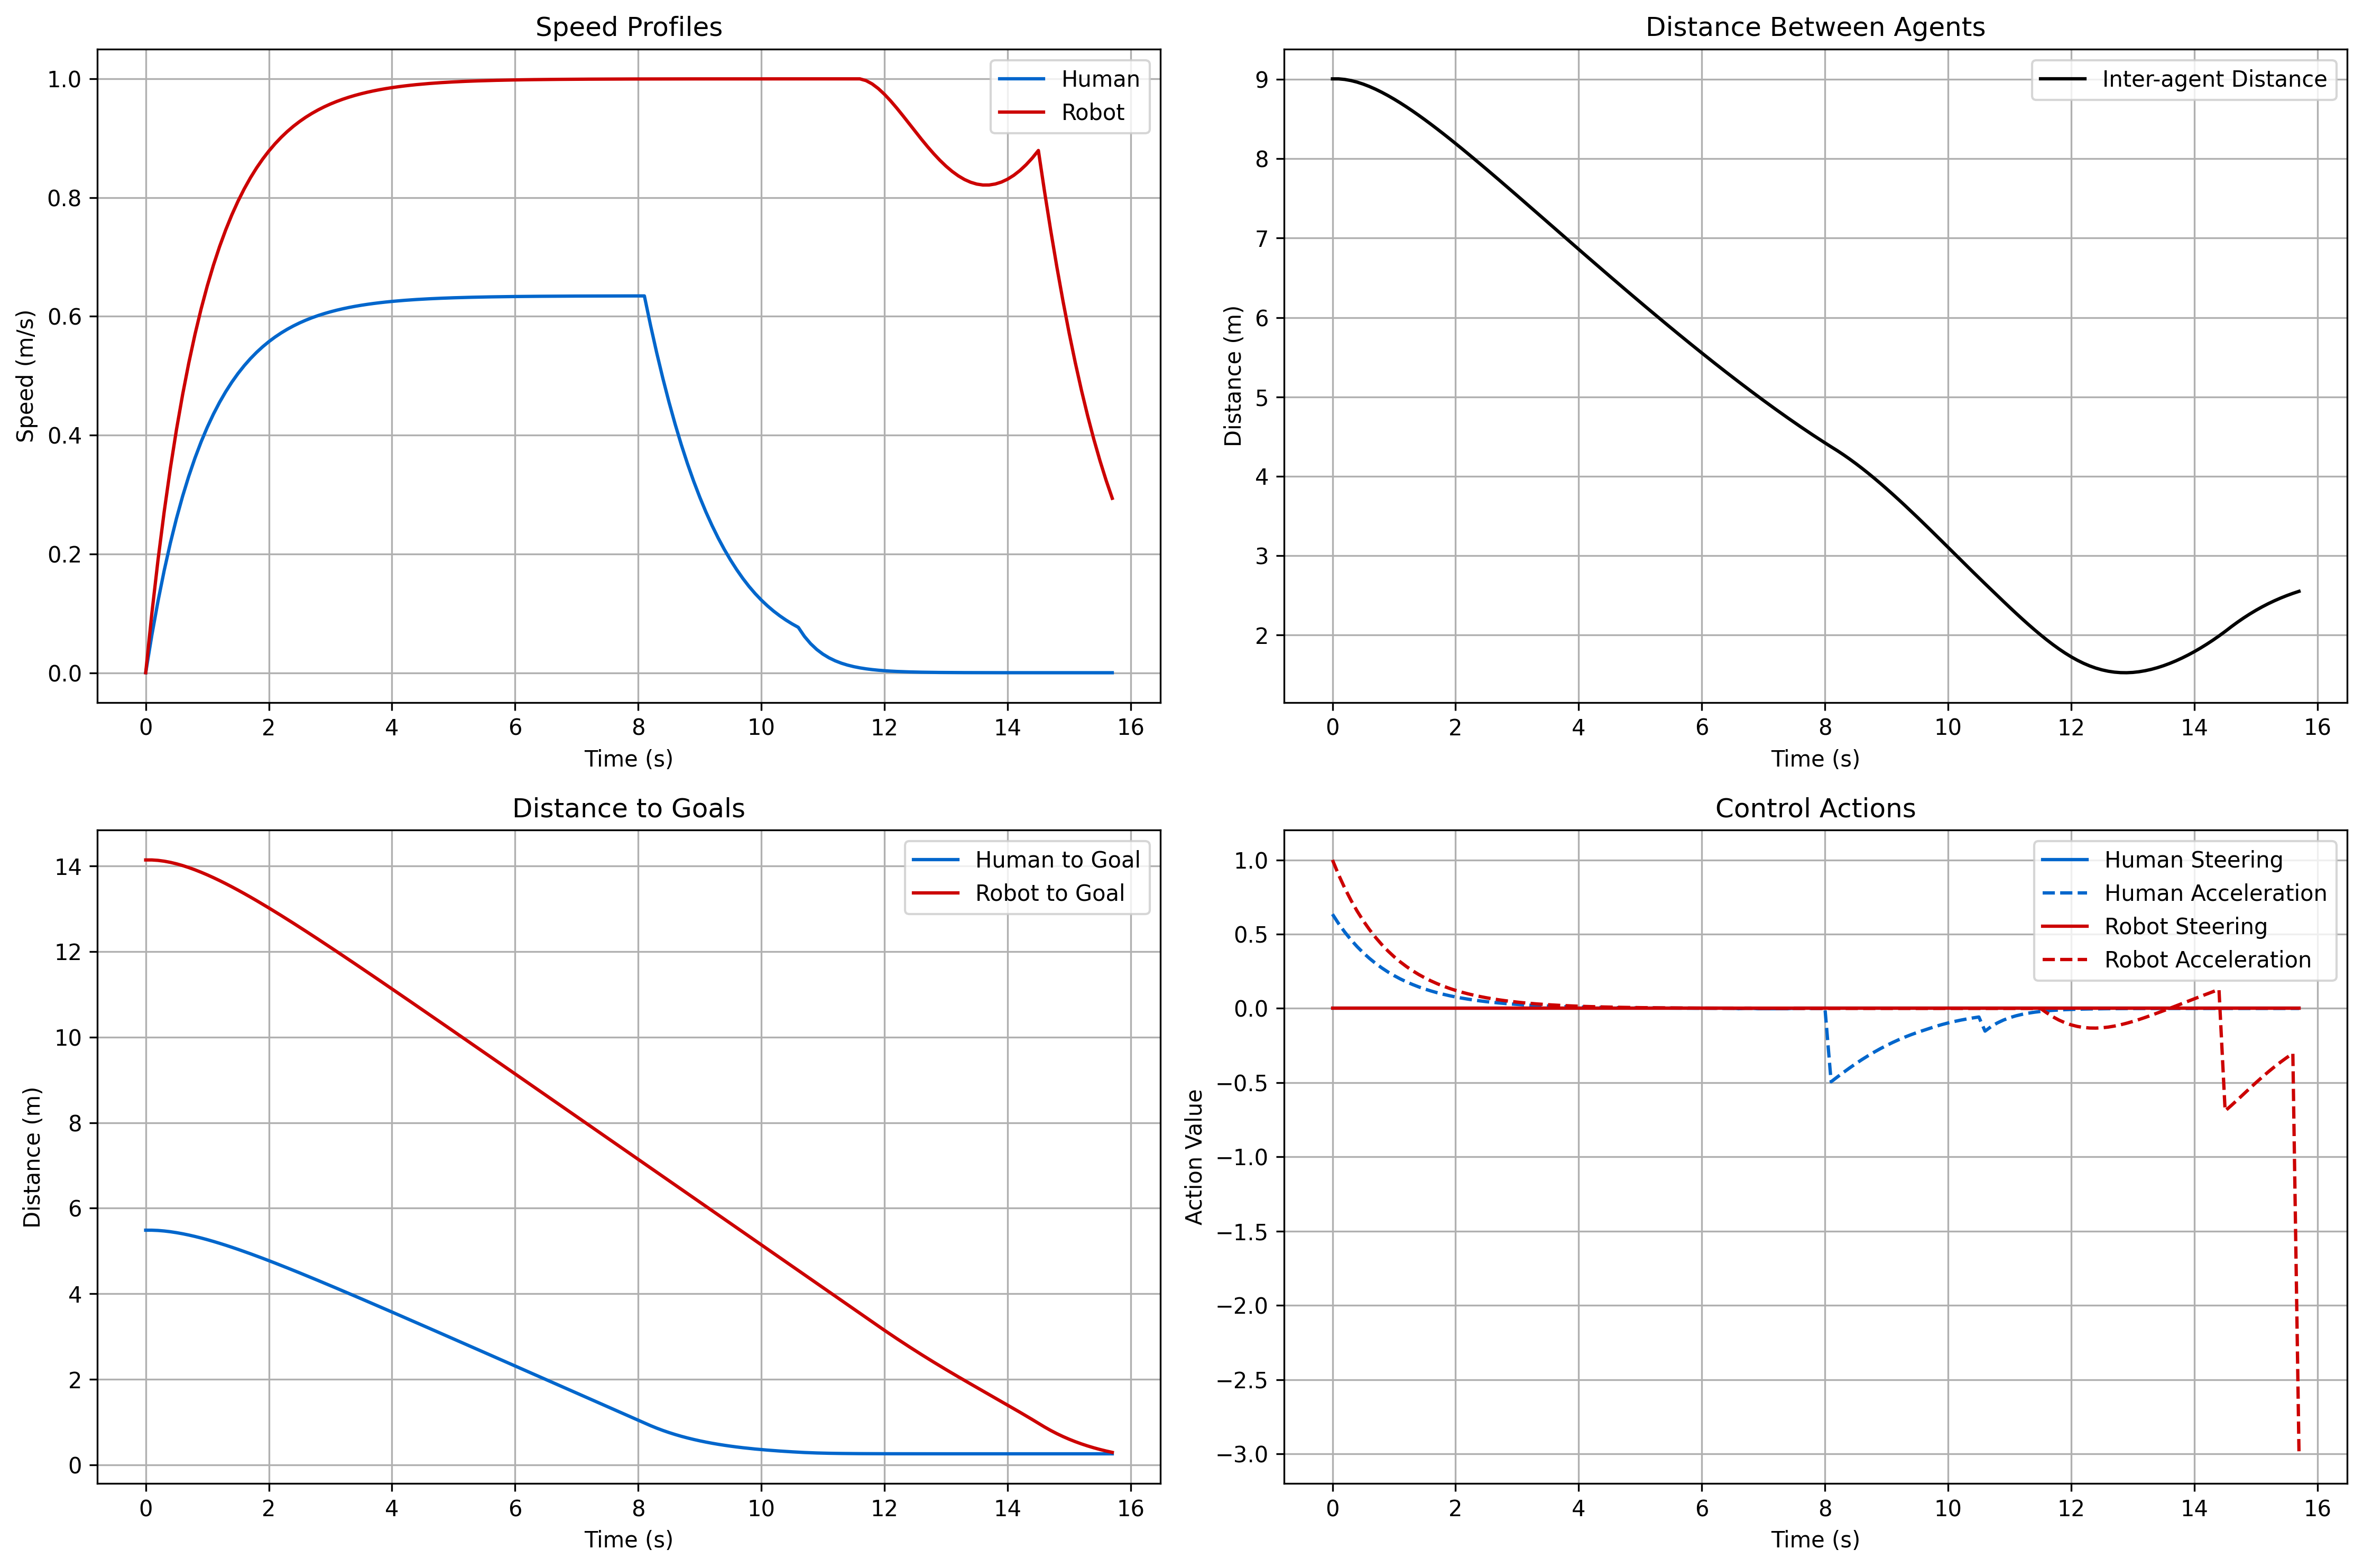 Speed Profiles
Speed (m/s)
1.0
0.8
0.6
0.4
0.2
0.0
Human
Robot
0 2 4 6 8 10 12 14 16
Time (s)
Distance Between Agents
Distance (m)
9
8
7
6
5
4
3
2
Inter-agent Distance
0 2 4 6 8 10 12 14 16
Time (s)
Distance to Goals
Distance (m)
14
12
10
8
6
4
2
0
Human to Goal
Robot to Goal
0 2 4 6 8 10 12 14 16
Time (s)
Control Actions
Action Value
1.0
0.5
0.0
−0.5
−1.0
−1.5
−2.0
−2.5
−3.0
Human Steering
Human Acceleration
Robot Steering
Robot Acceleration
0 2 4 6 8 10 12 14 16
Time (s)